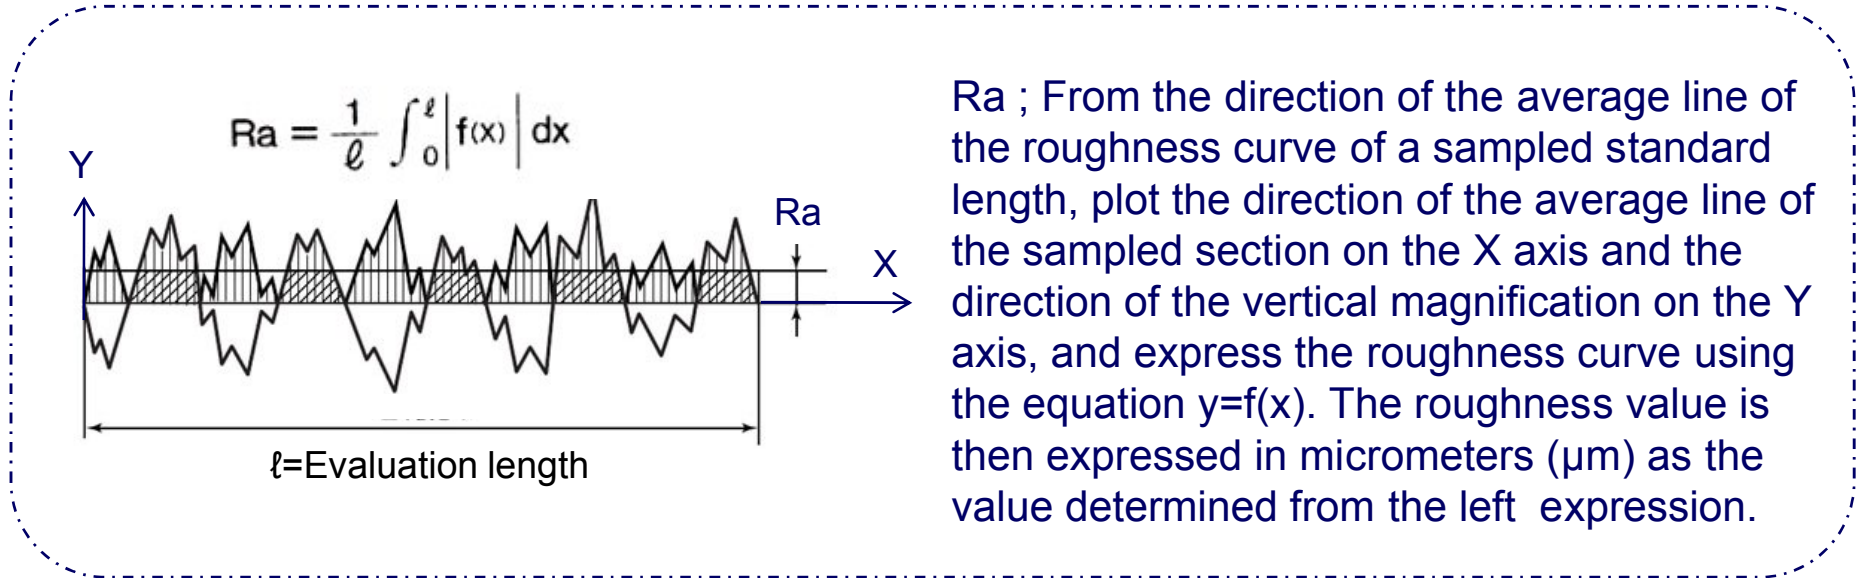 Ra = 1/ℓ ∫₀ℓ |f(x)| dx
Y
Ra
X
ℓ=Evaluation length
Ra ; From the direction of the average line of
the roughness curve of a sampled standard
length, plot the direction of the average line of
the sampled section on the X axis and the
direction of the vertical magnification on the Y
axis, and express the roughness curve using
the equation y=f(x). The roughness value is
then expressed in micrometers (μm) as the
value determined from the left  expression.